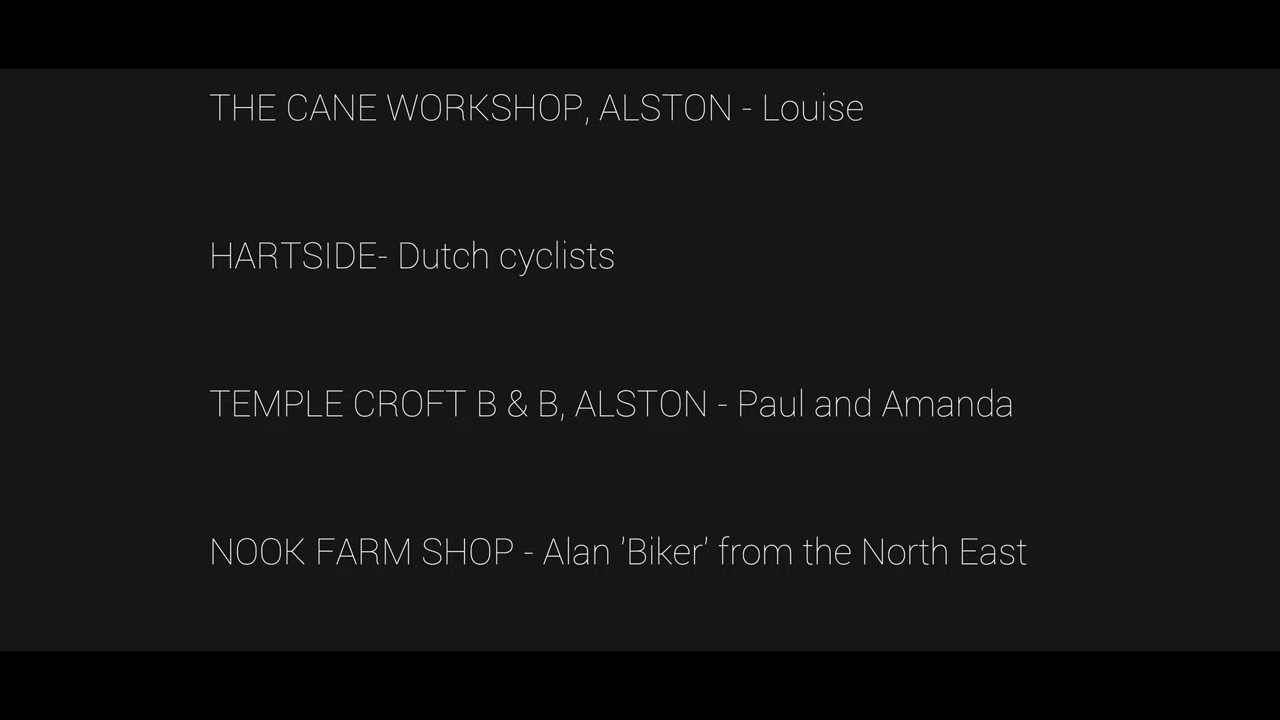 THE CANE WORKSHOP, ALSTON - Louise
HARTSIDE- Dutch cyclists
TEMPLE CROFT B & B, ALSTON - Paul and Amanda
NOOK FARM SHOP - Alan 'Biker' from the North East